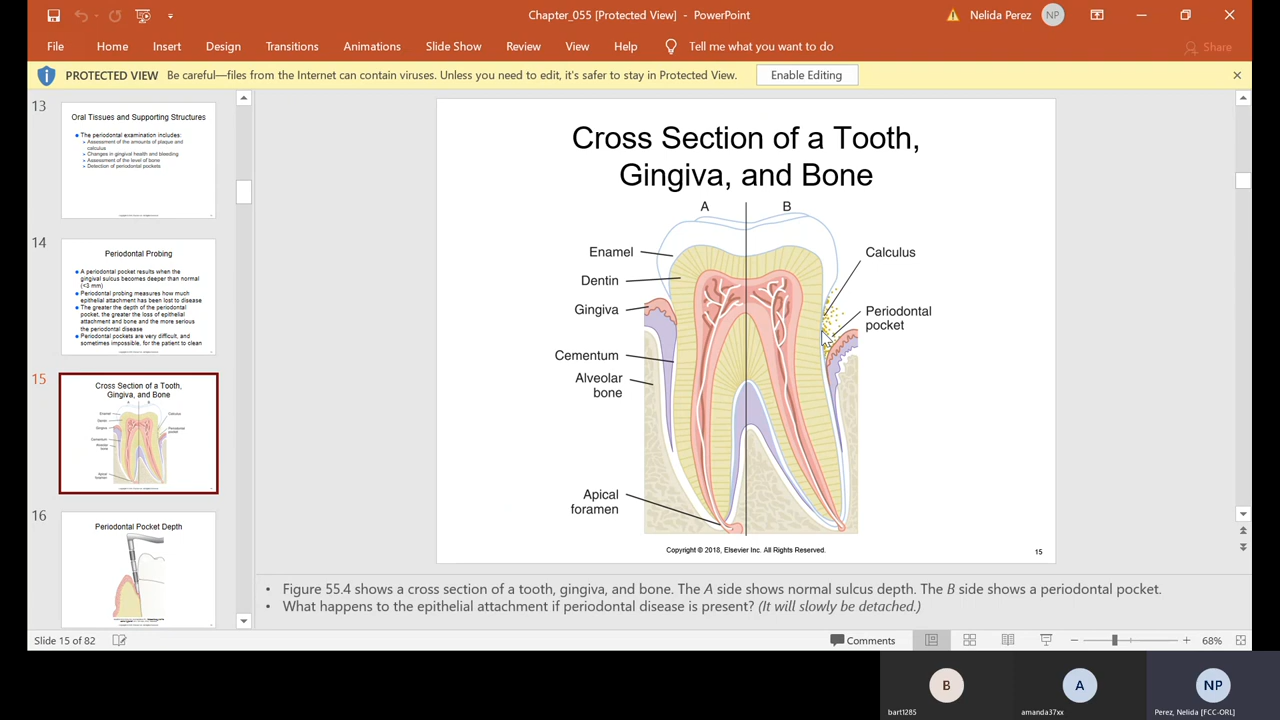 Chapter_055 [Protected View] - PowerPoint
Nelida Perez
NP
File
Home
Insert
Design
Transitions
Animations
Slide Show
Review
View
Help
Tell me what you want to do
Share
PROTECTED VIEW Be careful—files from the Internet can contain viruses. Unless you need to edit, it's safer to stay in Protected View.
Enable Editing
13
Oral Tissues and Supporting Structures
The periodontal examination includes:
Assessment of the amounts of plaque and
calculus
Changes in gingival health and bleeding
Assessment of the level of bone
Detection of periodontal pockets
14
Periodontal Probing
A periodontal pocket results when the
gingival sulcus becomes deeper than normal
(<3 mm)
Periodontal probing measures how much
epithelial attachment has been lost to disease
The greater the depth of the periodontal
pocket, the greater the loss of epithelial
attachment and bone and the more serious
the periodontal disease
Periodontal pockets are very difficult, and
sometimes impossible, for the patient to clean
15
Cross Section of a Tooth,
Gingiva, and Bone
16
Periodontal Pocket Depth
Cross Section of a Tooth,
Gingiva, and Bone
A
B
Enamel
Dentin
Gingiva
Cementum
Alveolar
bone
Apical
foramen
Calculus
Periodontal
pocket
Copyright © 2018, Elsevier Inc. All Rights Reserved.
15
• Figure 55.4 shows a cross section of a tooth, gingiva, and bone. The A side shows normal sulcus depth. The B side shows a periodontal pocket.
• What happens to the epithelial attachment if periodontal disease is present? (It will slowly be detached.)
Slide 15 of 82
Comments
68%
B
bart1285
A
amanda37xx
NP
Perez, Nelida [FCC-ORL]